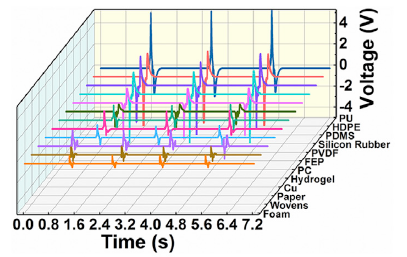 4
2
0
-2
-4
Voltage (V)
PU
HDPE
PDMS
Silicon Rubber
PVDF
FEP
PC
Hydrogel
Cu
Paper
Wovens
Foam
0.0 0.8 1.6 2.4 3.2 4.0 4.8 5.6 6.4 7.2
Time (s)